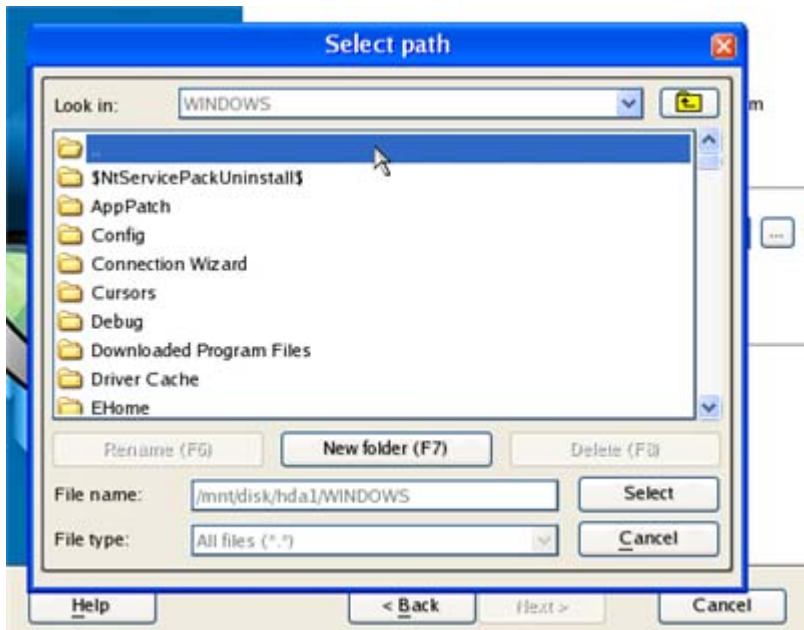 Select path
m
Look in: WINDOWS
..
$NtServicePackUninstall$
AppPatch
Config
Connection Wizard
Cursors
Debug
Downloaded Program Files
Driver Cache
EHome
Rename (F6) New folder (F7) Delete (F8)
File name: /mnt/disk/hda1/WINDOWS Select
File type: All files (*.*) Cancel
Help < Back Next > Cancel